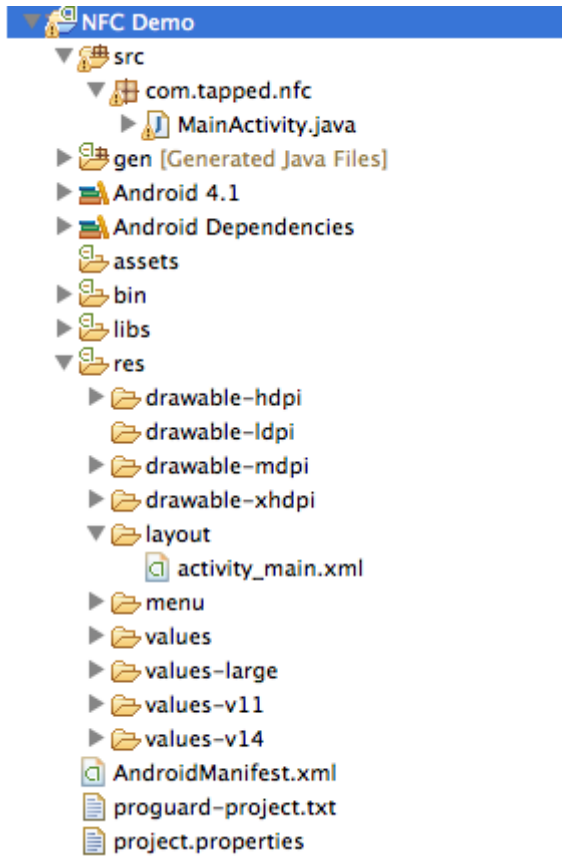 NFC Demo
src
com.tapped.nfc
MainActivity.java
gen [Generated Java Files]
Android 4.1
Android Dependencies
assets
bin
libs
res
drawable-hdpi
drawable-ldpi
drawable-mdpi
drawable-xhdpi
layout
activity_main.xml
menu
values
values-large
values-v11
values-v14
AndroidManifest.xml
proguard-project.txt
project.properties